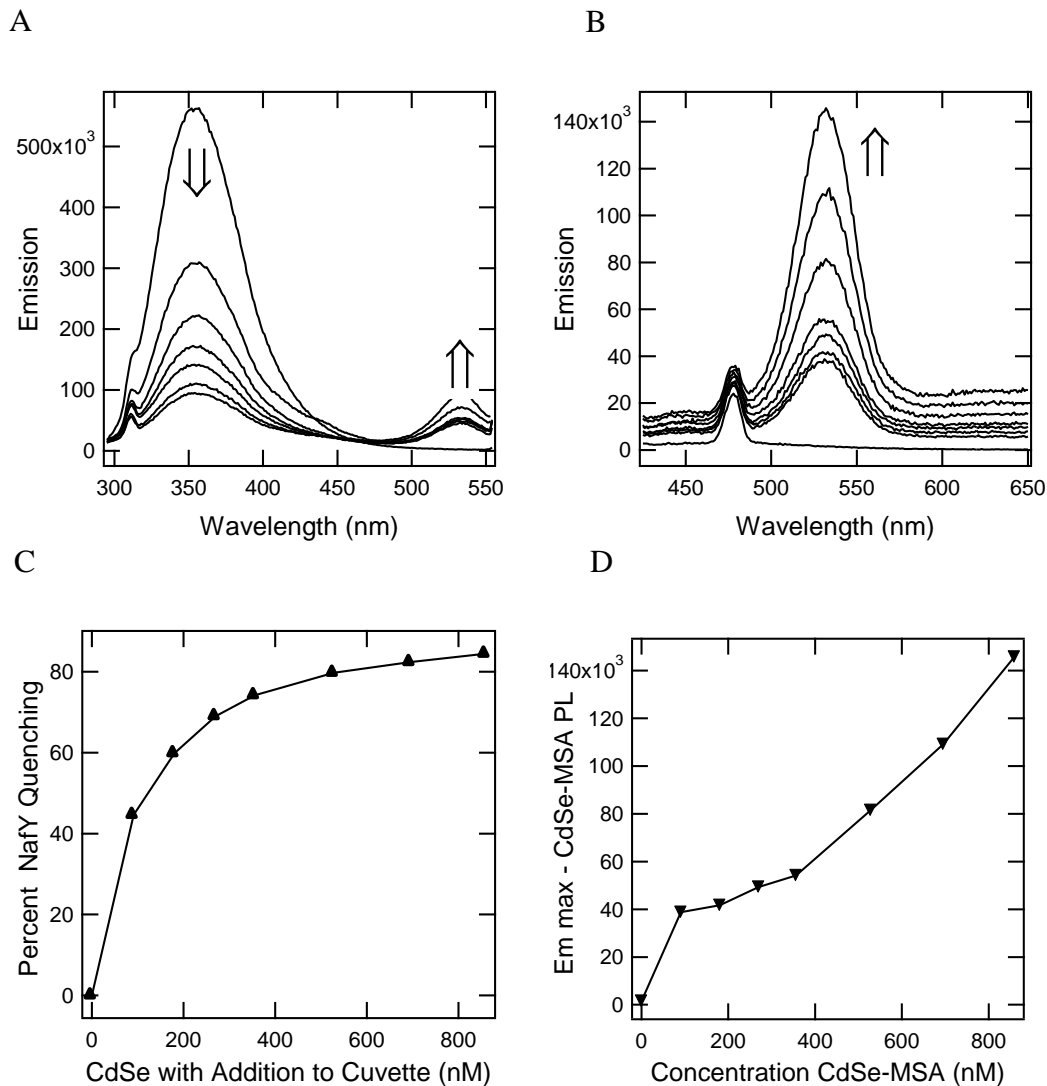 A
B
Emission
500x10³
400
300
200
100
0
300 350 400 450 500 550
Wavelength (nm)
Emission
140x10³
120
100
80
60
40
20
0
450 500 550 600 650
Wavelength (nm)
C
D
Percent NafY Quenching
80
60
40
20
0
0 200 400 600 800
CdSe with Addition to Cuvette (nM)
Em max - CdSe-MSA PL
140x10³
120
100
80
60
40
20
0
0 200 400 600 800
Concentration CdSe-MSA (nM)